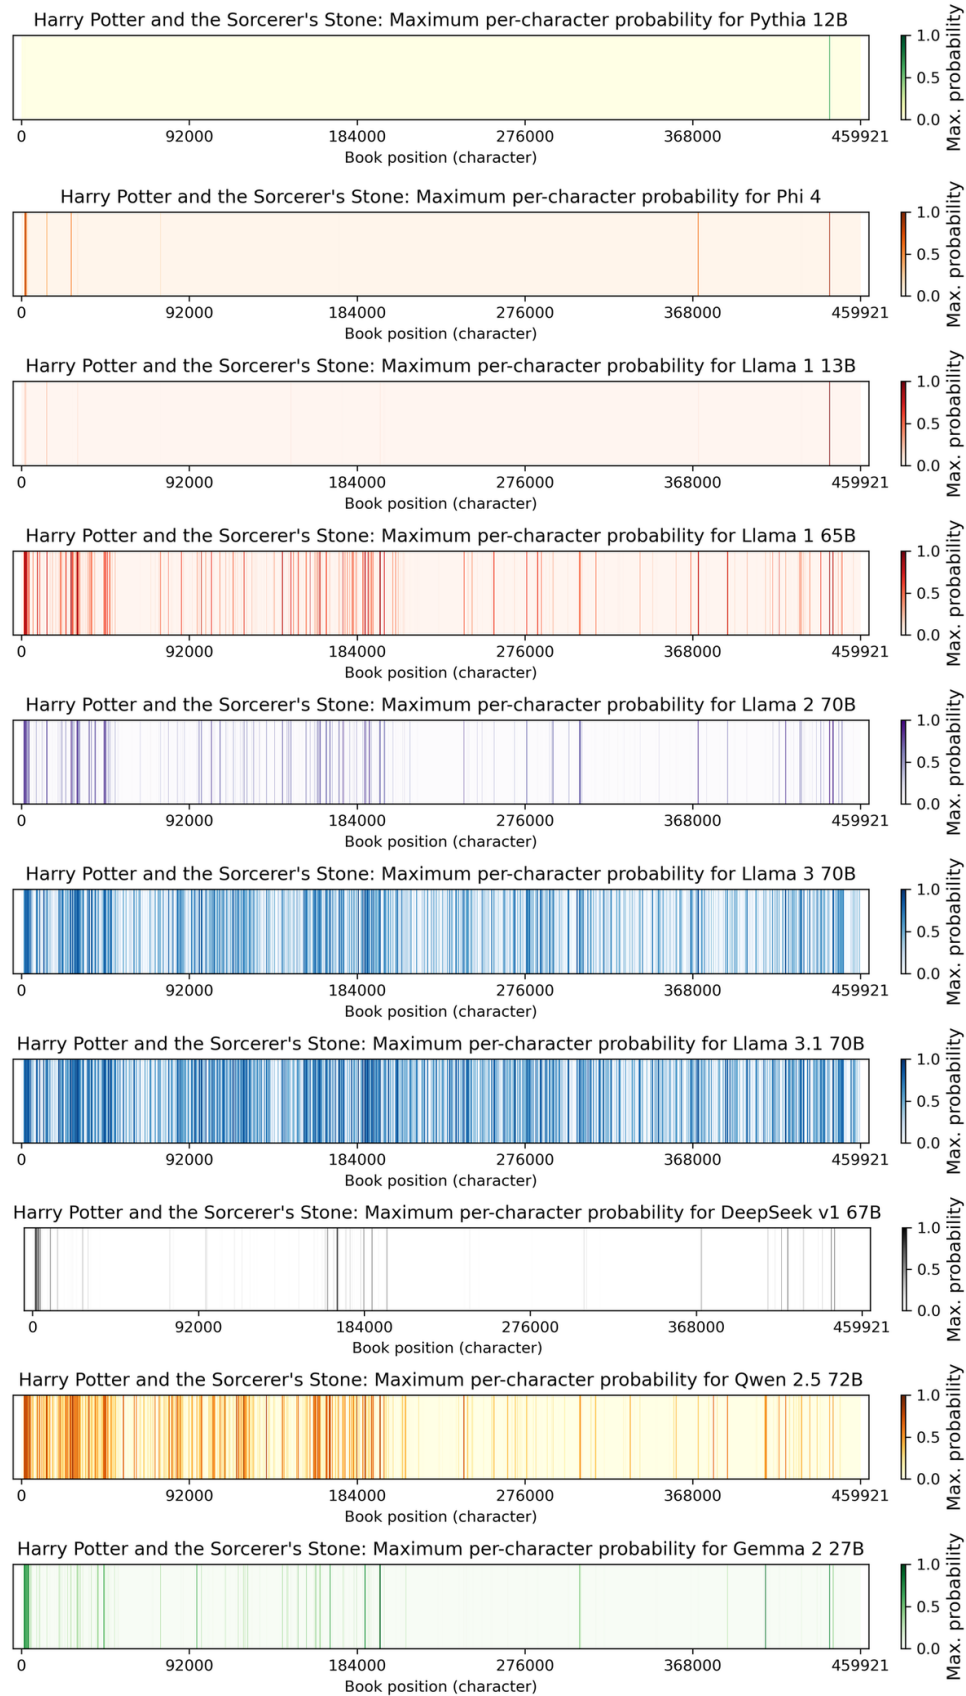 Harry Potter and the Sorcerer's Stone: Maximum per-character probability for Pythia 12B
1.0
0.5
0.0
Max. probability
0 92000 184000 276000 368000 459921
Book position (character)
Harry Potter and the Sorcerer's Stone: Maximum per-character probability for Phi 4
1.0
0.5
0.0
Max. probability
0 92000 184000 276000 368000 459921
Book position (character)
Harry Potter and the Sorcerer's Stone: Maximum per-character probability for Llama 1 13B
1.0
0.5
0.0
Max. probability
0 92000 184000 276000 368000 459921
Book position (character)
Harry Potter and the Sorcerer's Stone: Maximum per-character probability for Llama 1 65B
1.0
0.5
0.0
Max. probability
0 92000 184000 276000 368000 459921
Book position (character)
Harry Potter and the Sorcerer's Stone: Maximum per-character probability for Llama 2 70B
1.0
0.5
0.0
Max. probability
0 92000 184000 276000 368000 459921
Book position (character)
Harry Potter and the Sorcerer's Stone: Maximum per-character probability for Llama 3 70B
1.0
0.5
0.0
Max. probability
0 92000 184000 276000 368000 459921
Book position (character)
Harry Potter and the Sorcerer's Stone: Maximum per-character probability for Llama 3.1 70B
1.0
0.5
0.0
Max. probability
0 92000 184000 276000 368000 459921
Book position (character)
Harry Potter and the Sorcerer's Stone: Maximum per-character probability for DeepSeek v1 67B
1.0
0.5
0.0
Max. probability
0 92000 184000 276000 368000 459921
Book position (character)
Harry Potter and the Sorcerer's Stone: Maximum per-character probability for Qwen 2.5 72B
1.0
0.5
0.0
Max. probability
0 92000 184000 276000 368000 459921
Book position (character)
Harry Potter and the Sorcerer's Stone: Maximum per-character probability for Gemma 2 27B
1.0
0.5
0.0
Max. probability
0 92000 184000 276000 368000 459921
Book position (character)